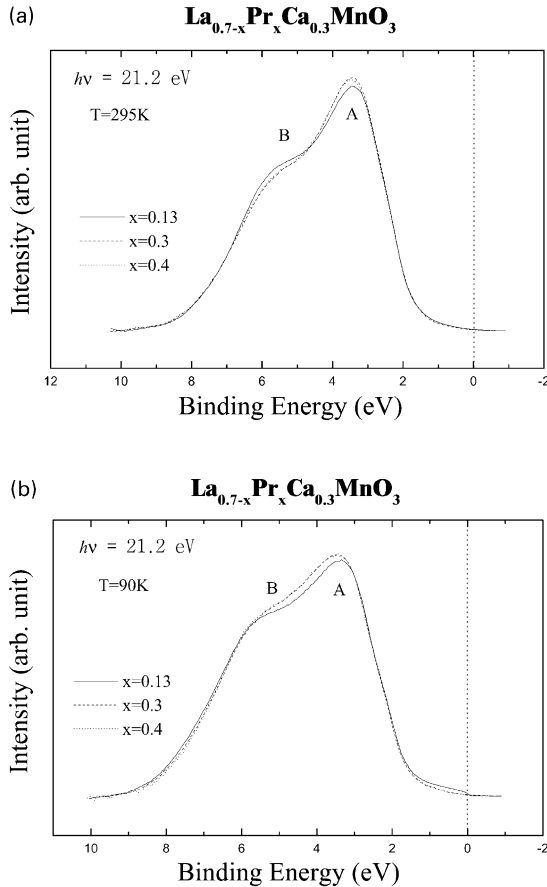 (a)
La0.7-xPrxCa0.3MnO3
hν = 21.2 eV
T=295K
B
A
x=0.13
x=0.3
x=0.4
Intensity (arb. unit)
12 10 8 6 4 2 0 -2
Binding Energy (eV)
(b)
La0.7-xPrxCa0.3MnO3
hν = 21.2 eV
T=90K
B
A
x=0.13
x=0.3
x=0.4
Intensity (arb. unit)
10 8 6 4 2 0 -2
Binding Energy (eV)